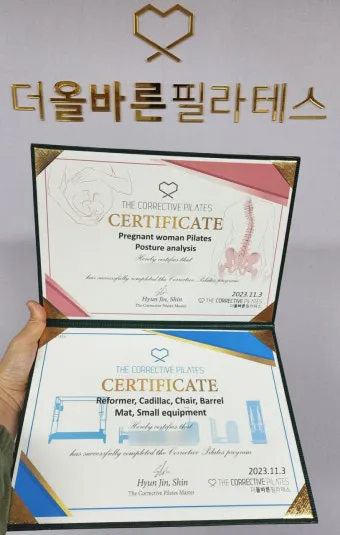 더올바른필라테스
THE CORRECTIVE PILATES
CERTIFICATE
Pregnant woman Pilates
Posture analysis
Hereby certifies that
has successfully completed the Corrective Pilates program
2023.11.3
Hyun Jin, Shin
The Corrective Pilates Master
THE CORRECTIVE PILATES
더올바른필라테스
THE CORRECTIVE PILATES
CERTIFICATE
Reformer, Cadillac, Chair, Barrel
Mat, Small equipment
Hereby certifies that
has successfully completed the Corrective Pilates program
2023.11.3
Hyun Jin, Shin
The Corrective Pilates Master
THE CORRECTIVE PILATES
더올바른필라테스